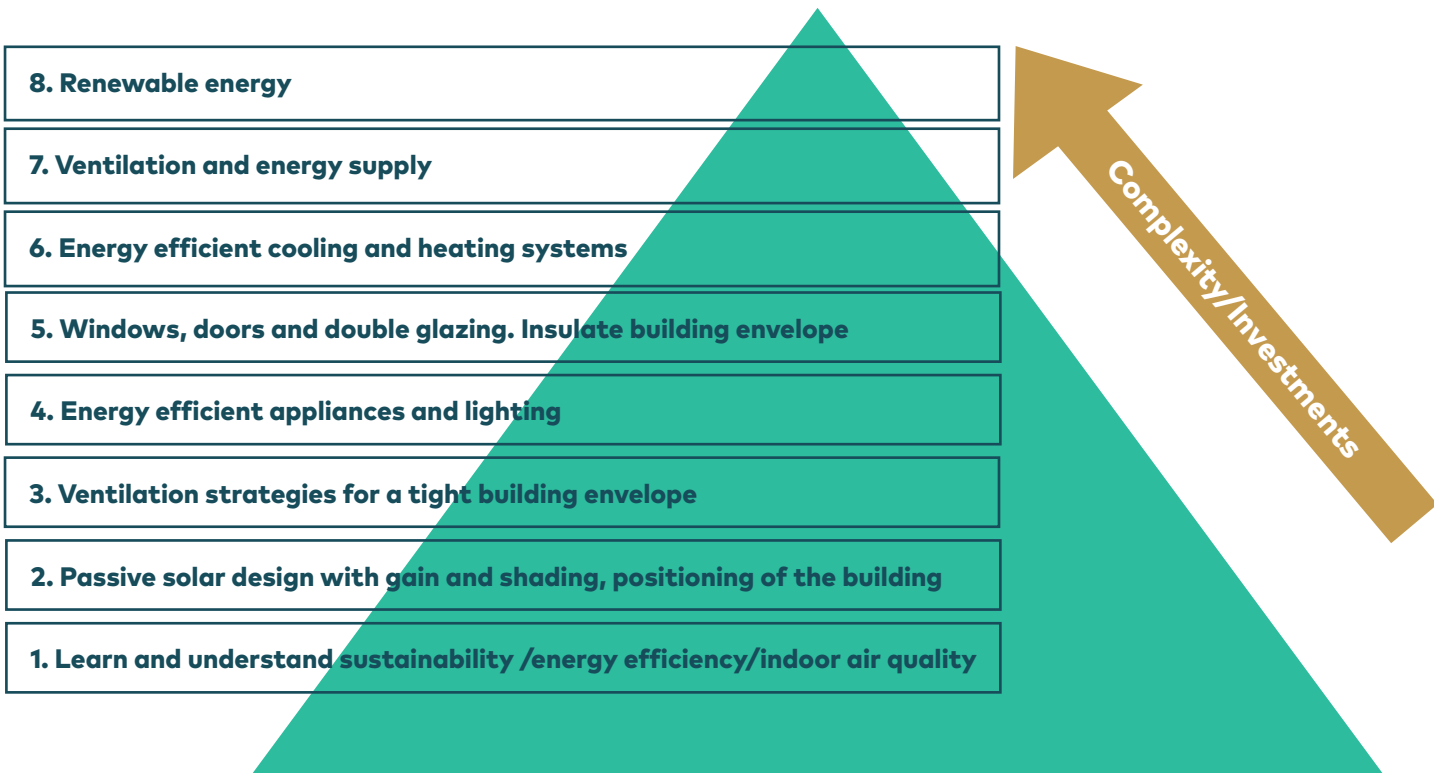 8. Renewable energy
7. Ventilation and energy supply
6. Energy efficient cooling and heating systems
5. Windows, doors and double glazing. Insulate building envelope
4. Energy efficient appliances and lighting
3. Ventilation strategies for a tight building envelope
2. Passive solar design with gain and shading, positioning of the building
1. Learn and understand sustainability /energy efficiency/indoor air quality
Complexity/Investments